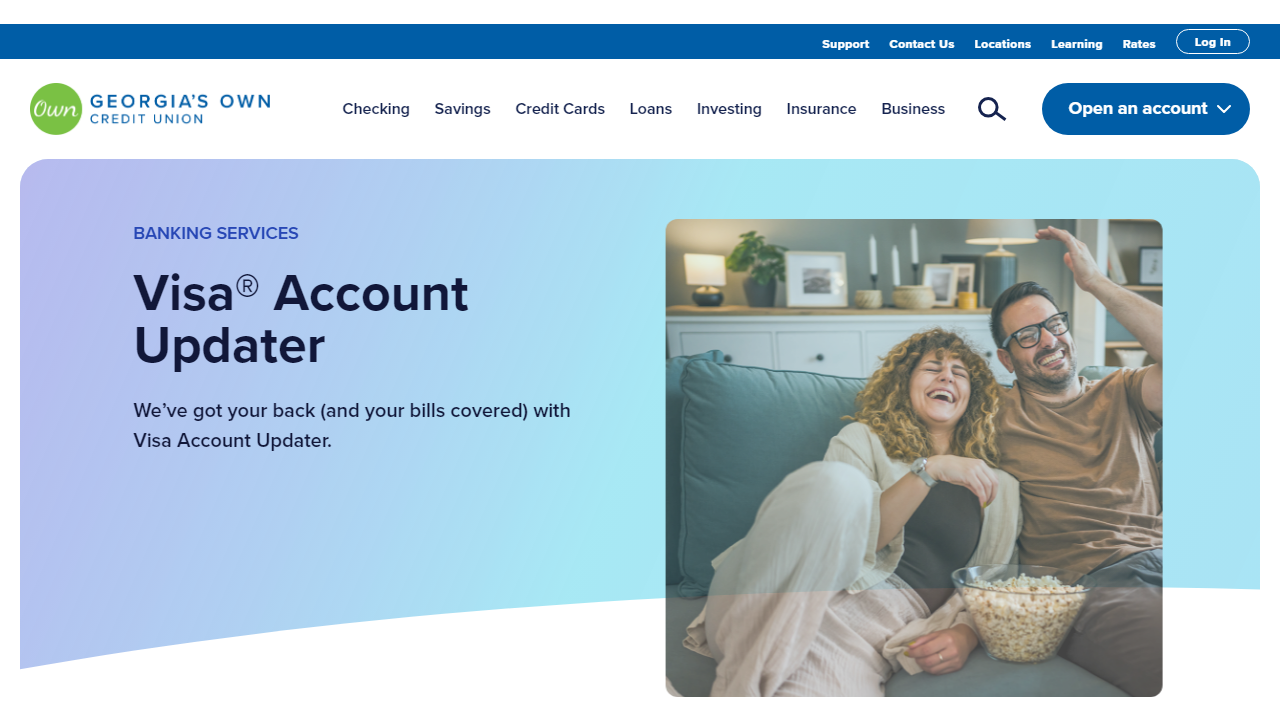 Support Contact Us Locations Learning Rates Log In
Own GEORGIA'S OWN
CREDIT UNION
Checking Savings Credit Cards Loans Investing Insurance Business Open an account
BANKING SERVICES
Visa® Account
Updater
We've got your back (and your bills covered) with
Visa Account Updater.